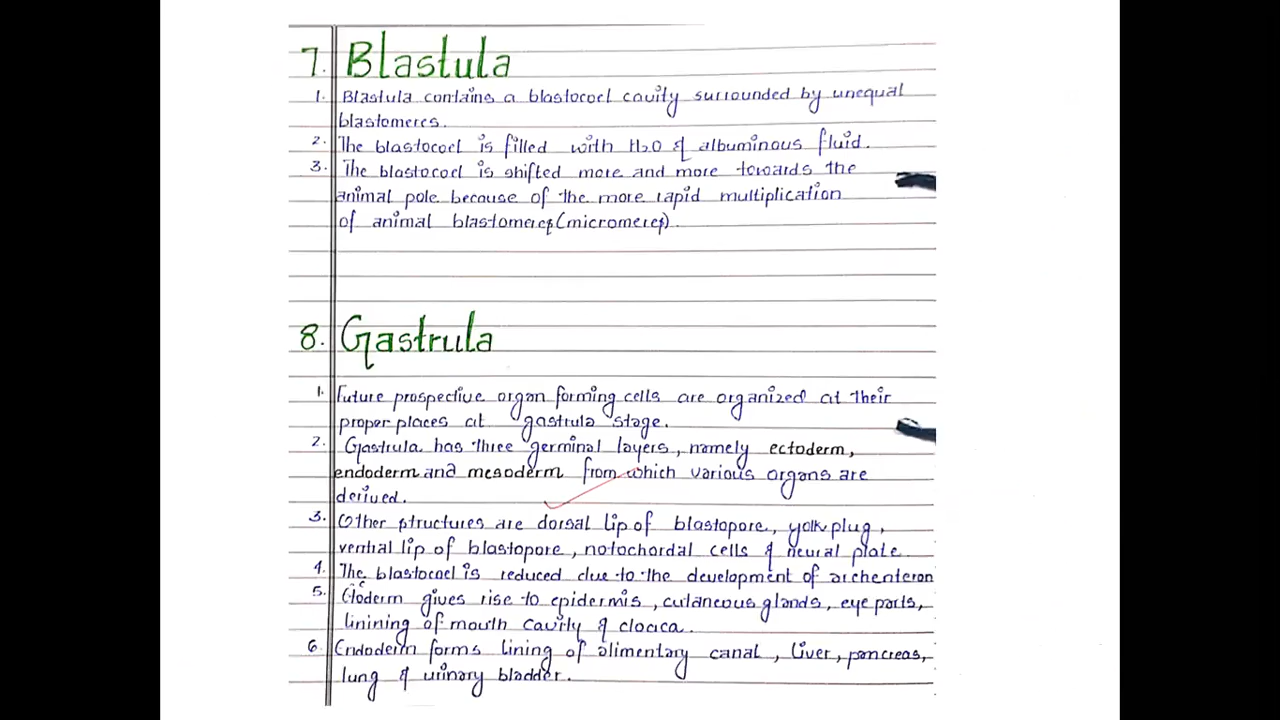 7. Blastula
1. Blastula contains a blastocoel cavity surrounded by unequal
blastomeres.
2. The blastocoel is filled with H2O & albuminous fluid.
3. The blastocoel is shifted more and more towards the
animal pole because of the more rapid multiplication
of animal blastomeres (micromeres).
8. Gastrula
1. Future prospective organ forming cells are organized at their
proper places at gastrula stage.
2. Gastrula has three germinal layers, namely ectoderm,
endoderm and mesoderm from which various organs are
derived.
3. Other structures are dorsal lip of blastopore, yolk plug,
ventral lip of blastopore, notochordal cells & neural plate
4. The blastocoel is reduced due to the development of archenteron
5. Ectoderm gives rise to epidermis, cutaneous glands, eye parts,
linining of mouth cavity & cloaca.
6. Endoderm forms lining of alimentary canal, liver, pancreas,
lung & urinary bladder.